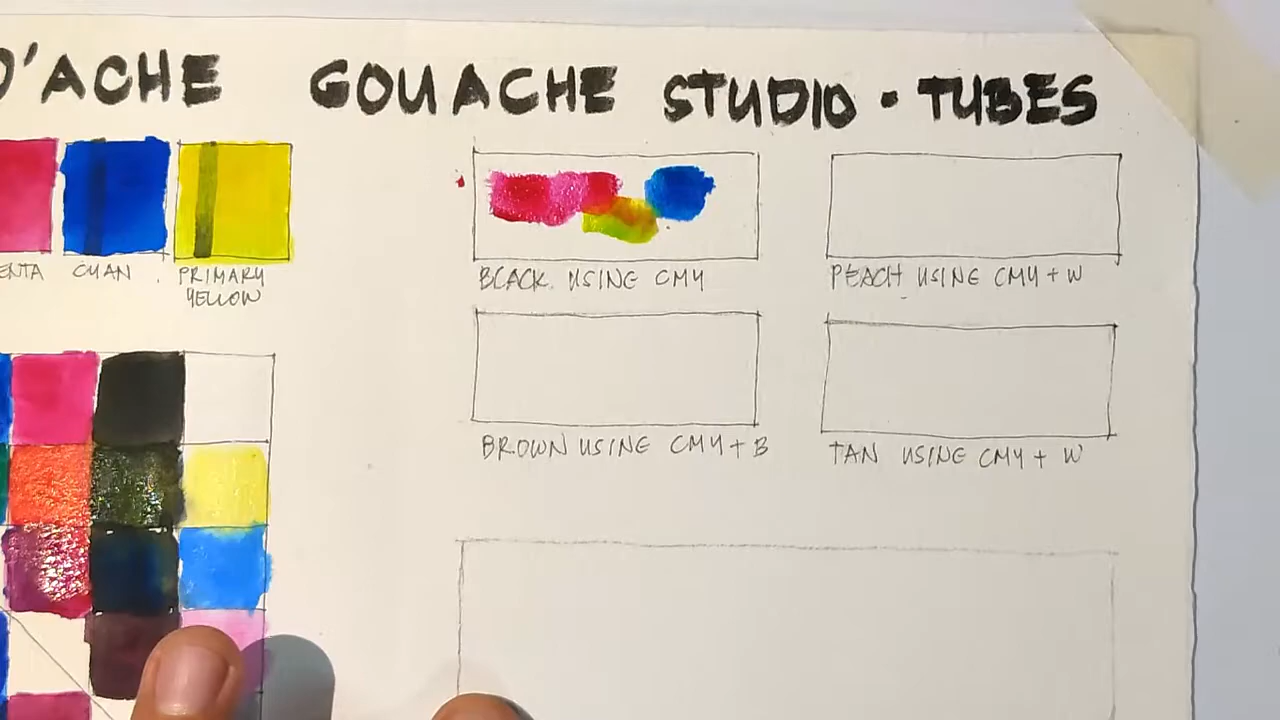 D'ACHE GOUACHE STUDIO • TUBES
ENTA
CYAN
PRIMARY
YELLOW
BLACK USING CMY
PEACH USING CMY + W
BROWN USING CMY + B
TAN USING CMY + W